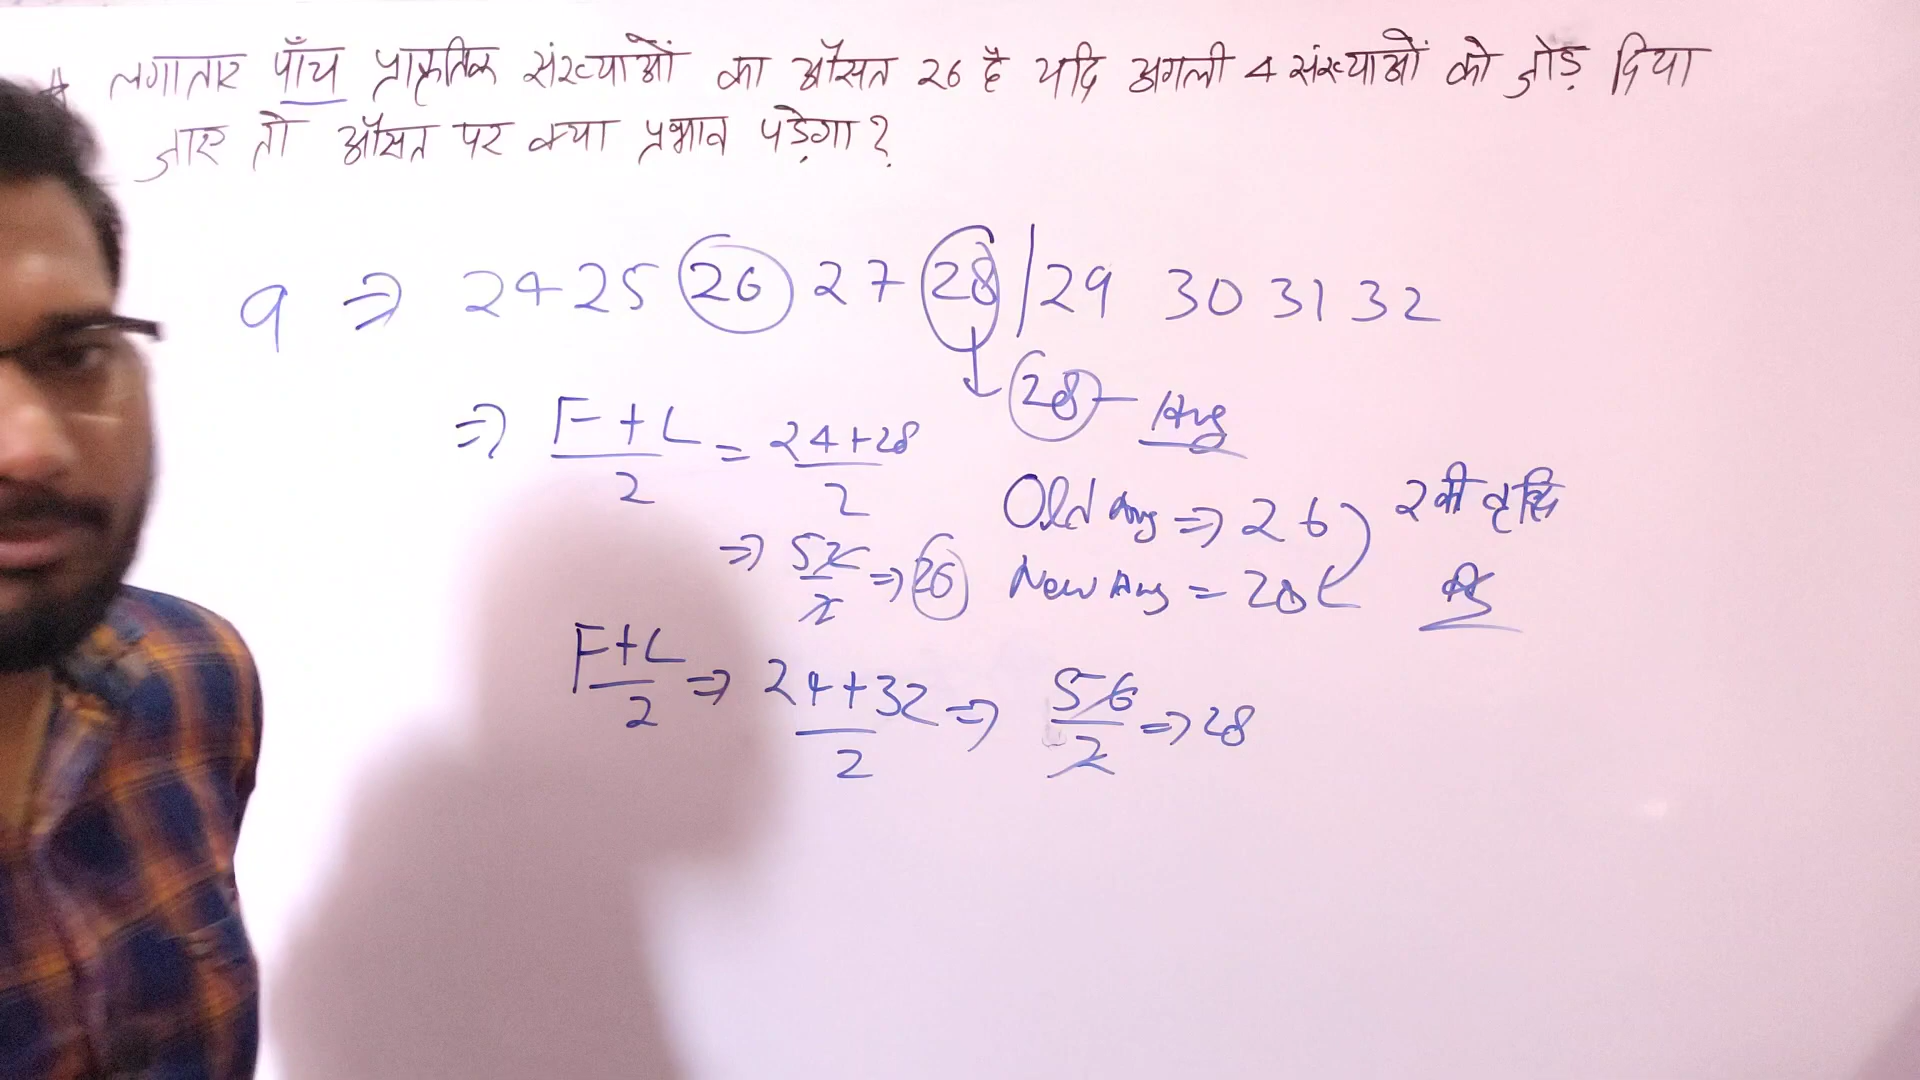 * लगातार पाँच प्राकृतिक संख्याओं का औसत 26 है यदि अगली 4 संख्याओं को जोड़ दिया
जाए तो औसत पर क्या प्रभाव पड़ेगा?
9 ⇒ 24 25 26 27 28 / 29 30 31 32
28 - Avg
⇒ F+L/2 = 24+28/2
⇒ 52/2 ⇒ 26
Old Avg ⇒ 26
New Avg = 28
2 की वृद्धि
F+L/2 ⇒ 24+32/2 ⇒ 56/2 ⇒ 28